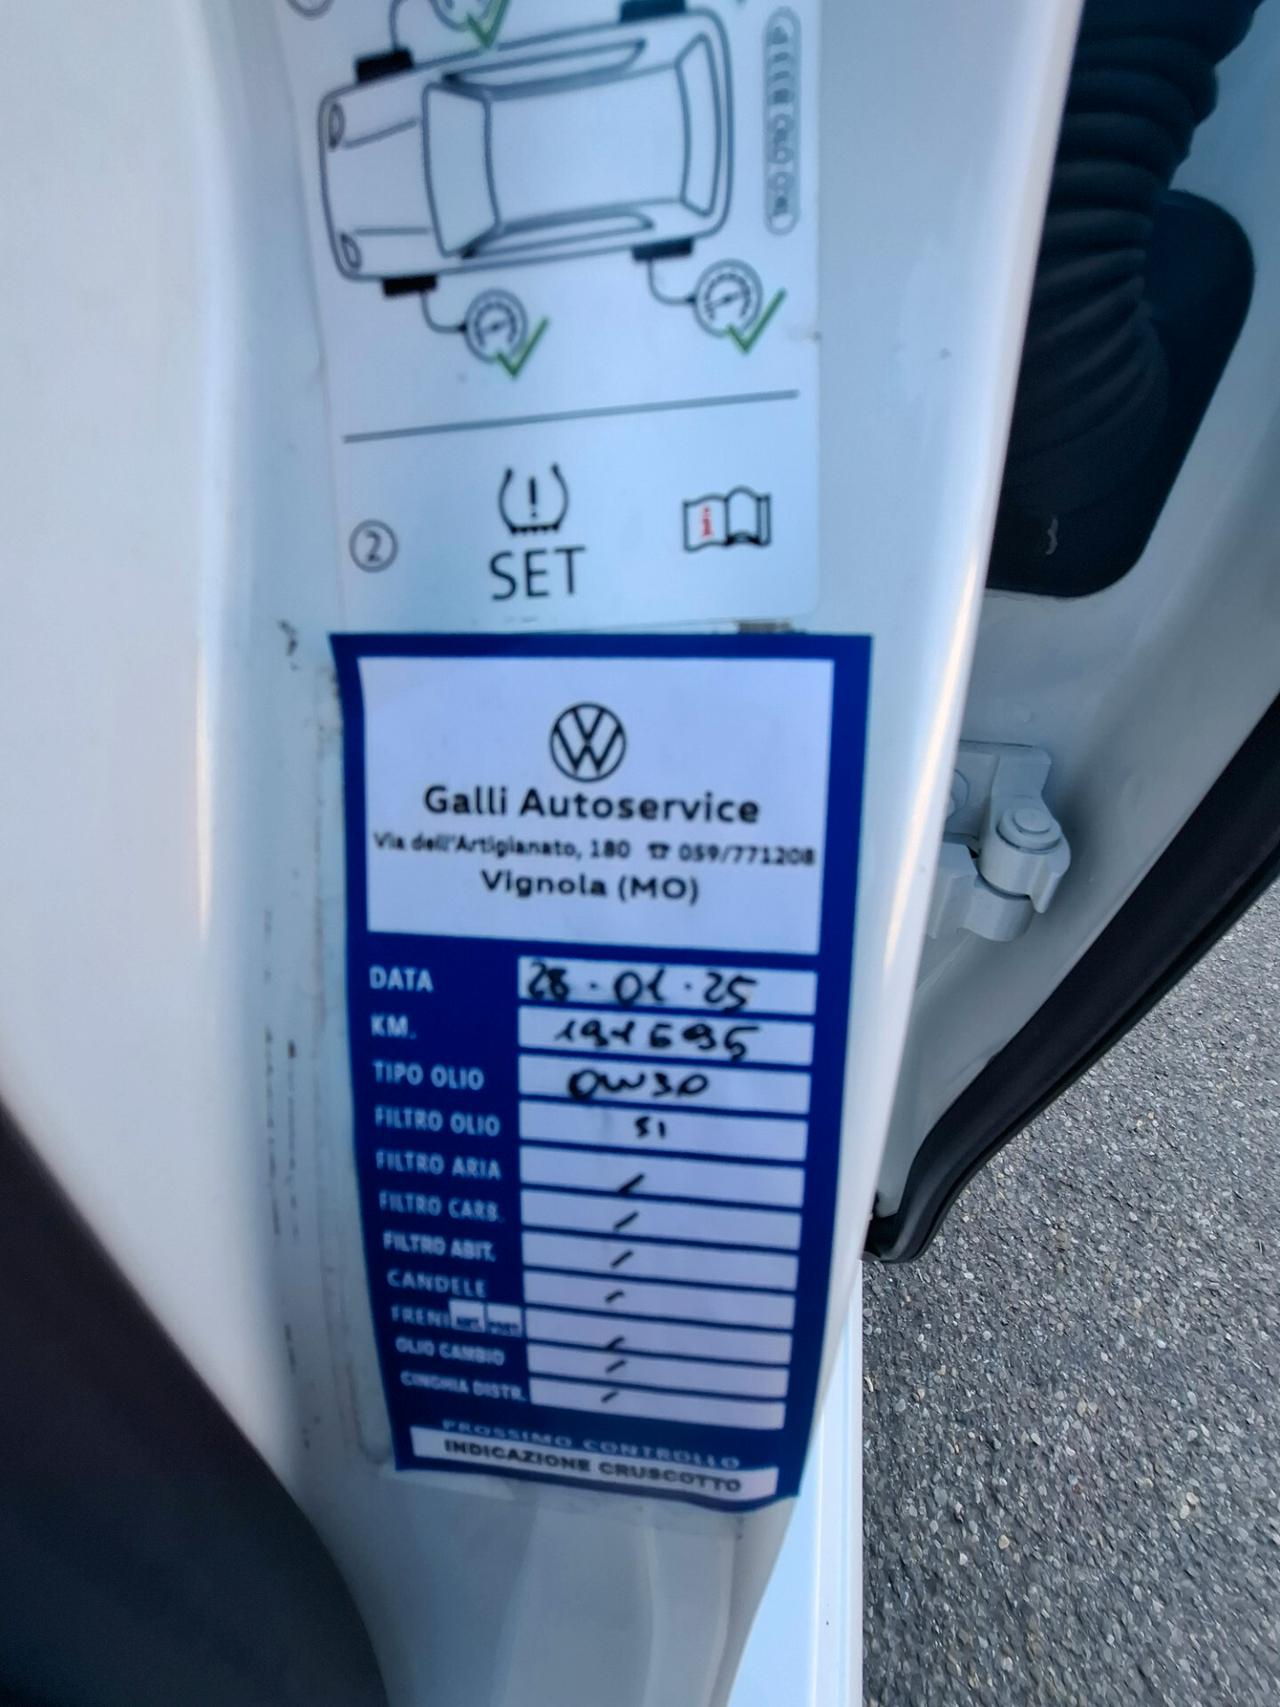 2
SET
Galli Autoservice
Via dell'Artigianato, 180 ☎ 059/771208
Vignola (MO)
DATA 28-01-25
KM. 191695
TIPO OLIO 0W30
FILTRO OLIO SI
FILTRO ARIA /
FILTRO CARB. /
FILTRO ABIT. /
CANDELE /
FRENI /
OLIO CAMBIO /
CINGHIA DISTR. /
PROSSIMO CONTROLLO
INDICAZIONE CRUSCOTTO